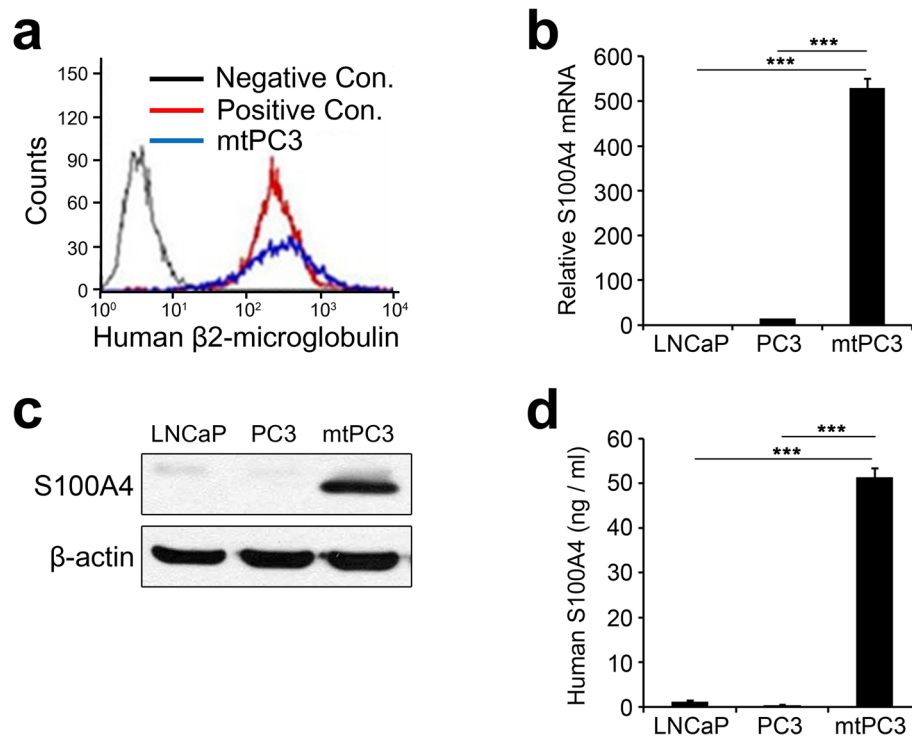 a
Counts
150
120
90
60
30
0
Negative Con.
Positive Con.
mtPC3
10⁰ 10¹ 10² 10³ 10⁴
Human β2-microglobulin
b
Relative S100A4 mRNA
600
500
400
300
200
100
0
***
***
LNCaP PC3 mtPC3
c
LNCaP PC3 mtPC3
S100A4
β-actin
d
Human S100A4 (ng / ml)
60
50
40
30
20
10
0
***
***
LNCaP PC3 mtPC3